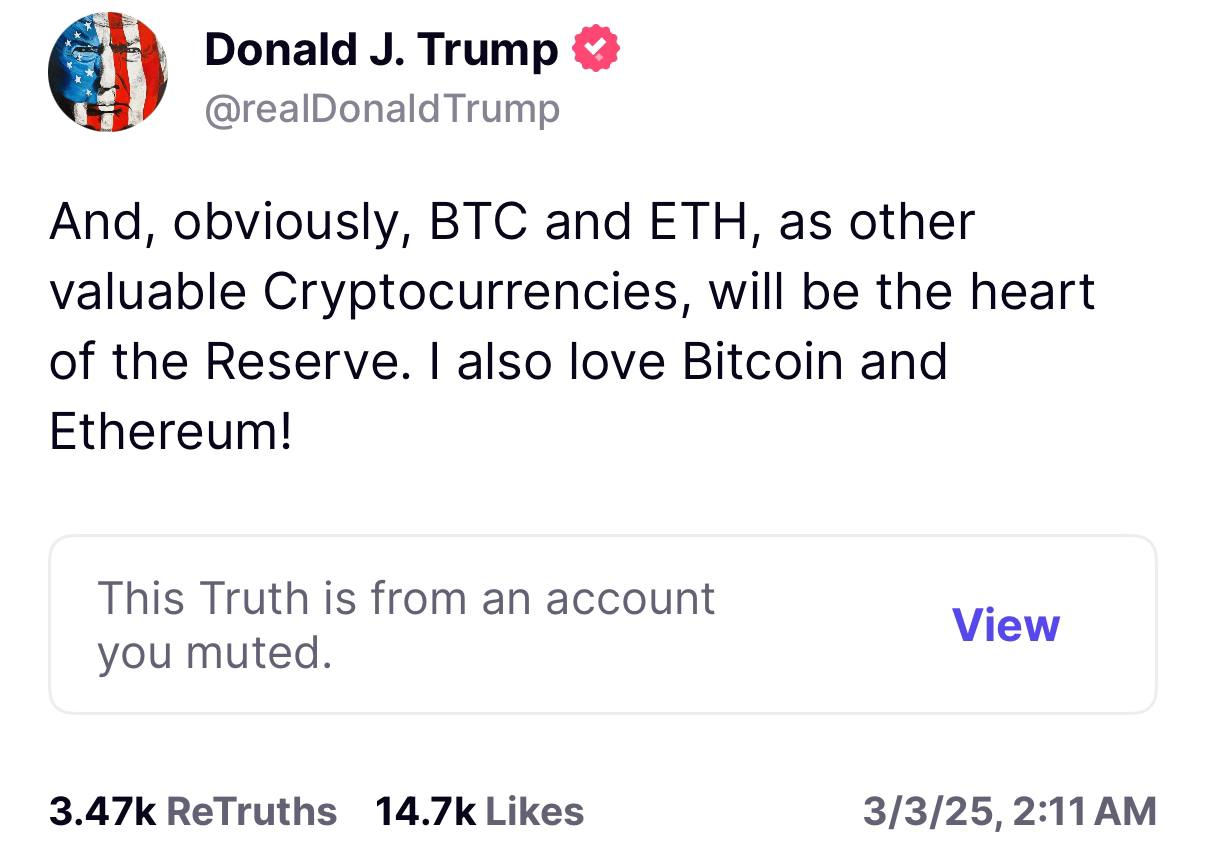 Donald J. Trump
@realDonaldTrump
And, obviously, BTC and ETH, as other
valuable Cryptocurrencies, will be the heart
of the Reserve. I also love Bitcoin and
Ethereum!
This Truth is from an account
you muted.
View
3.47k ReTruths 14.7k Likes 3/3/25, 2:11 AM